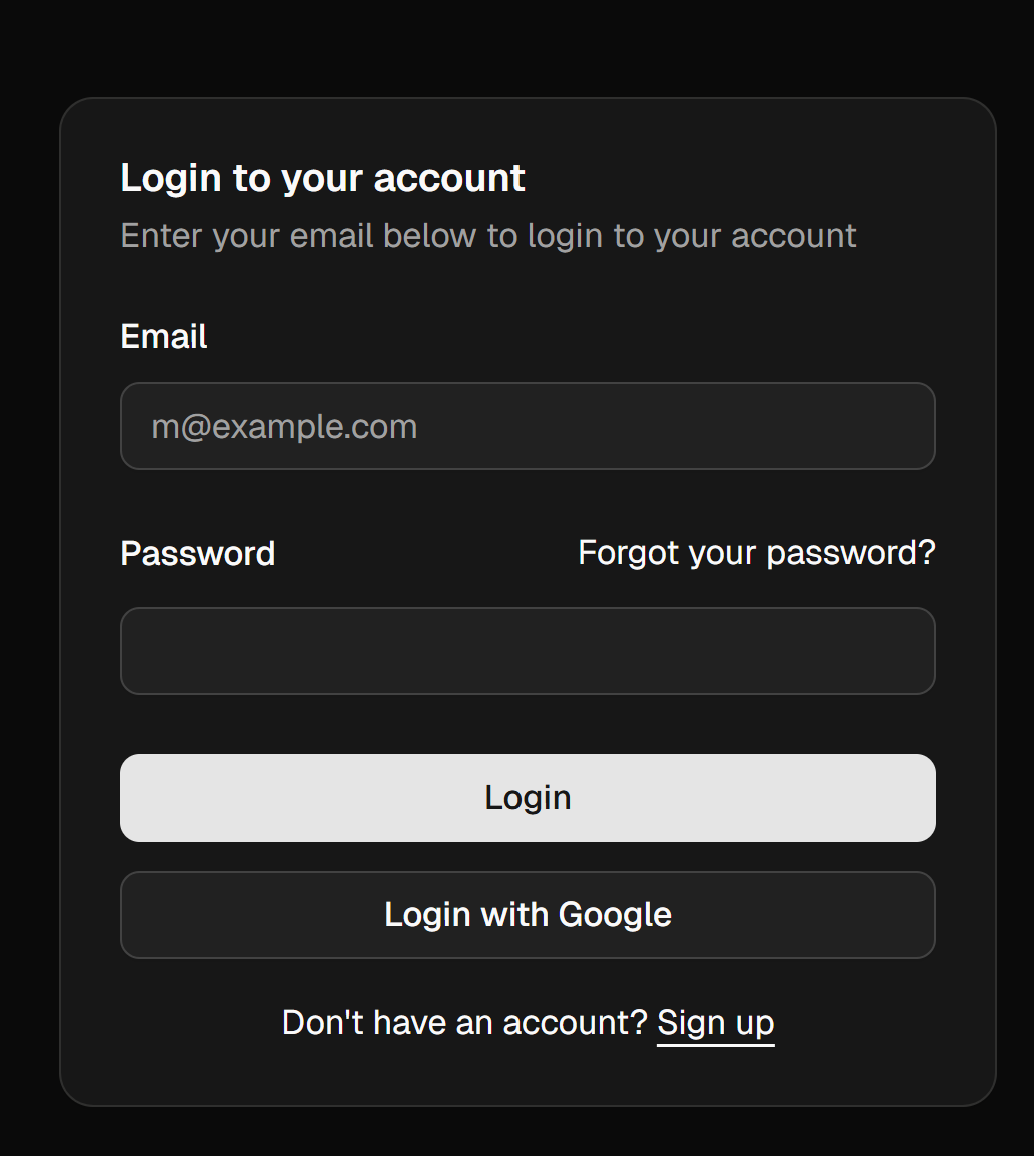 Login to your account
Enter your email below to login to your account
Email
m@example.com
Password
Forgot your password?
Login
Login with Google
Don't have an account? Sign up